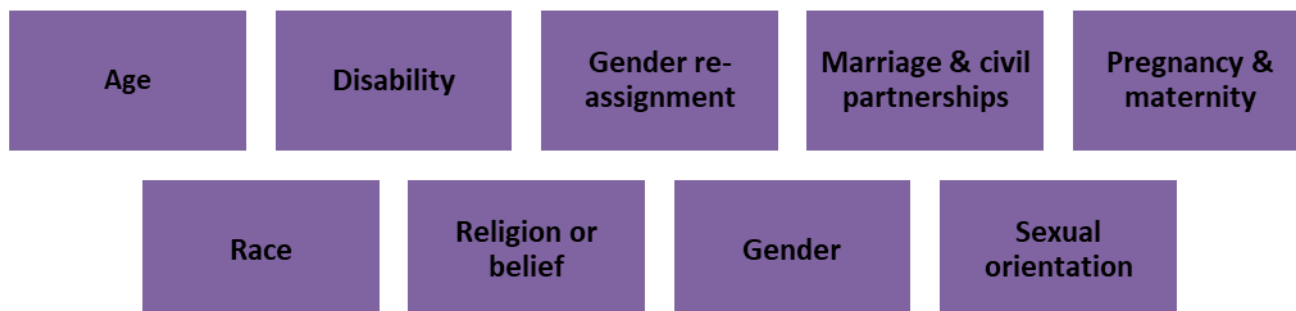 Age
Disability
Gender re-
assignment
Marriage & civil
partnerships
Pregnancy &
maternity
Race
Religion or
belief
Gender
Sexual
orientation